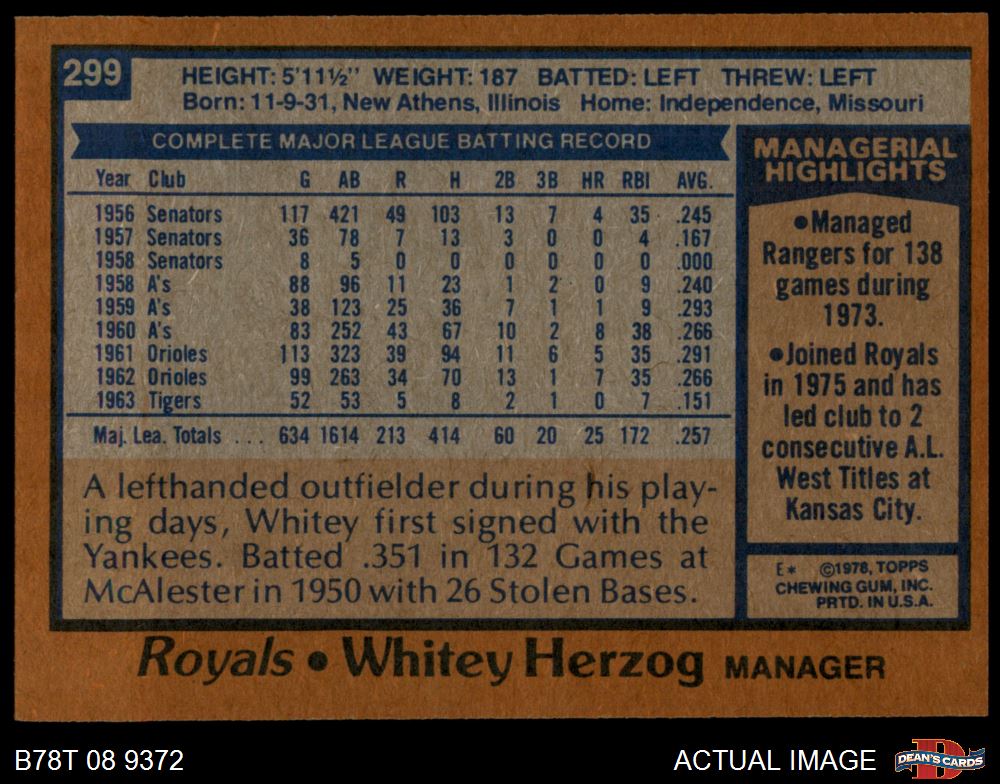 299
HEIGHT: 5'11½" WEIGHT: 187 BATTED: LEFT THREW: LEFT
Born: 11-9-31, New Athens, Illinois Home: Independence, Missouri
COMPLETE MAJOR LEAGUE BATTING RECORD
Year Club G AB R H 2B 3B HR RBI AVG.
1956 Senators 117 421 49 103 13 7 4 35 .245
1957 Senators 36 78 7 13 3 0 0 4 .167
1958 Senators 8 5 0 0 0 0 0 0 .000
1958 A's 88 96 11 23 1 2 0 9 .240
1959 A's 38 123 25 36 7 1 1 9 .293
1960 A's 83 252 43 67 10 2 8 38 .266
1961 Orioles 113 323 39 94 11 6 5 35 .291
1962 Orioles 99 263 34 70 13 1 7 35 .266
1963 Tigers 52 53 5 8 2 1 0 7 .151
Maj. Lea. Totals ... 634 1614 213 414 60 20 25 172 .257
A lefthanded outfielder during his play-
ing days, Whitey first signed with the
Yankees. Batted .351 in 132 Games at
McAlester in 1950 with 26 Stolen Bases.
MANAGERIAL
HIGHLIGHTS
•Managed
Rangers for 138
games during
1973.
•Joined Royals
in 1975 and has
led club to 2
consecutive A.L.
West Titles at
Kansas City.
E* ©1978, TOPPS
CHEWING GUM, INC.
PRTD. IN U.S.A.
Royals • Whitey Herzog MANAGER
B78T 08 9372
ACTUAL IMAGE
DEAN'S CARDS